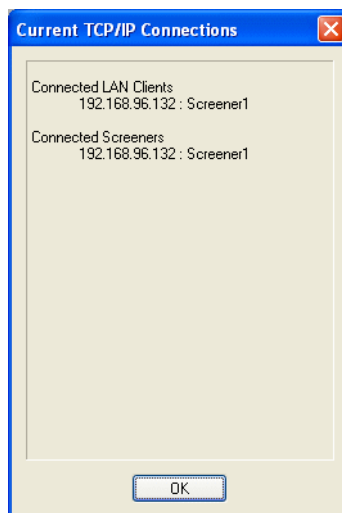 Current TCP/IP Connections
Connected LAN Clients
192.168.96.132 : Screener1
Connected Screeners
192.168.96.132 : Screener1
OK